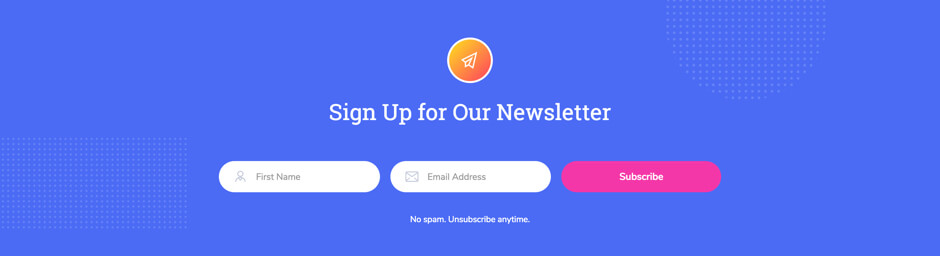 Sign Up for Our Newsletter
First Name
Email Address
Subscribe
No spam. Unsubscribe anytime.